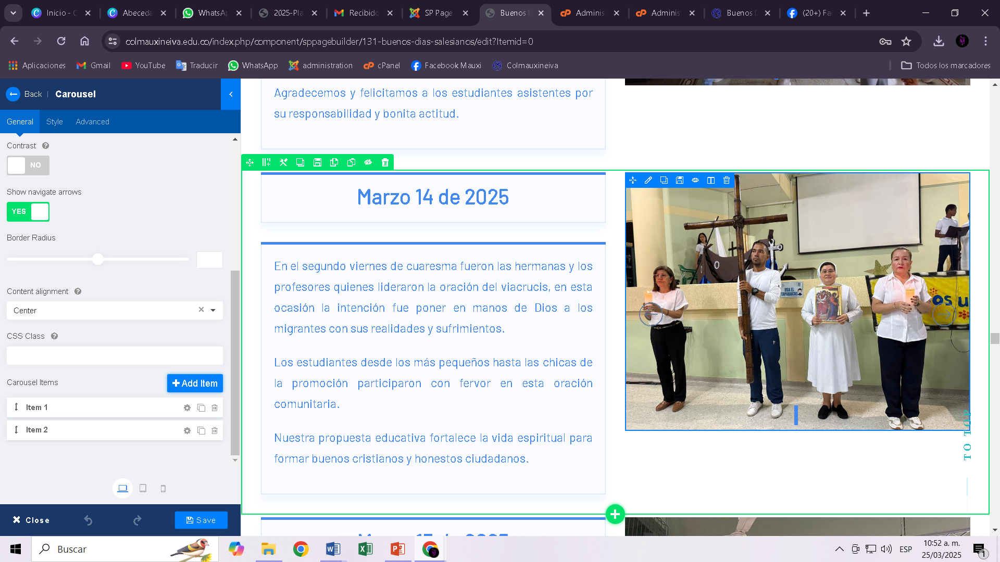 Inicio - C
Abeceda
WhatsAp
2025-Pla
Recibido
SP Page
Buenos D
Adminis
Adminis
Buenos D
(20+) Fa
colmauxineiva.edu.co/index.php/component/sppagebuilder/131-buenos-dias-salesianos/edit?Itemid=0
Aplicaciones
Gmail
YouTube
Traducir
WhatsApp
administration
cPanel
Facebook Mauxi
Colmauxineiva
Todos los marcadores
Back
Carousel
General
Style
Advanced
Contrast
NO
Show navigate arrows
YES
Border Radius
Content alignment
Center
CSS Class
Carousel Items
+ Add Item
Item 1
Item 2
Close
Save
Agradecemos y felicitamos a los estudiantes asistentes por
su responsabilidad y bonita actitud.
Marzo 14 de 2025
En el segundo viernes de cuaresma fueron las hermanas y los
profesores quienes lideraron la oración del viacrucis, en esta
ocasión la intención fue poner en manos de Dios a los
migrantes con sus realidades y sufrimientos.
Los estudiantes desde los más pequeños hasta las chicas de
la promoción participaron con fervor en esta oración
comunitaria.
Nuestra propuesta educativa fortalece la vida espiritual para
formar buenos cristianos y honestos ciudadanos.
USA EL
TAPABOCAS
os u
TO TOP
Buscar
ESP
10:52 a. m.
25/03/2025
1